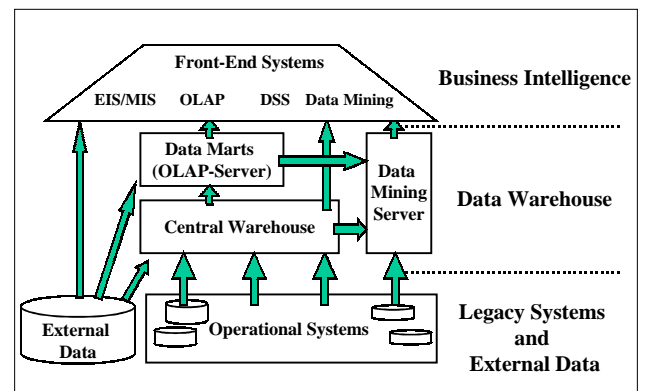 Front-End Systems
EIS/MIS OLAP DSS Data Mining
Business Intelligence
Data Marts
(OLAP-Server)
Data
Mining
Server
Central Warehouse
Data Warehouse
External
Data
Operational Systems
Legacy Systems
and
External Data